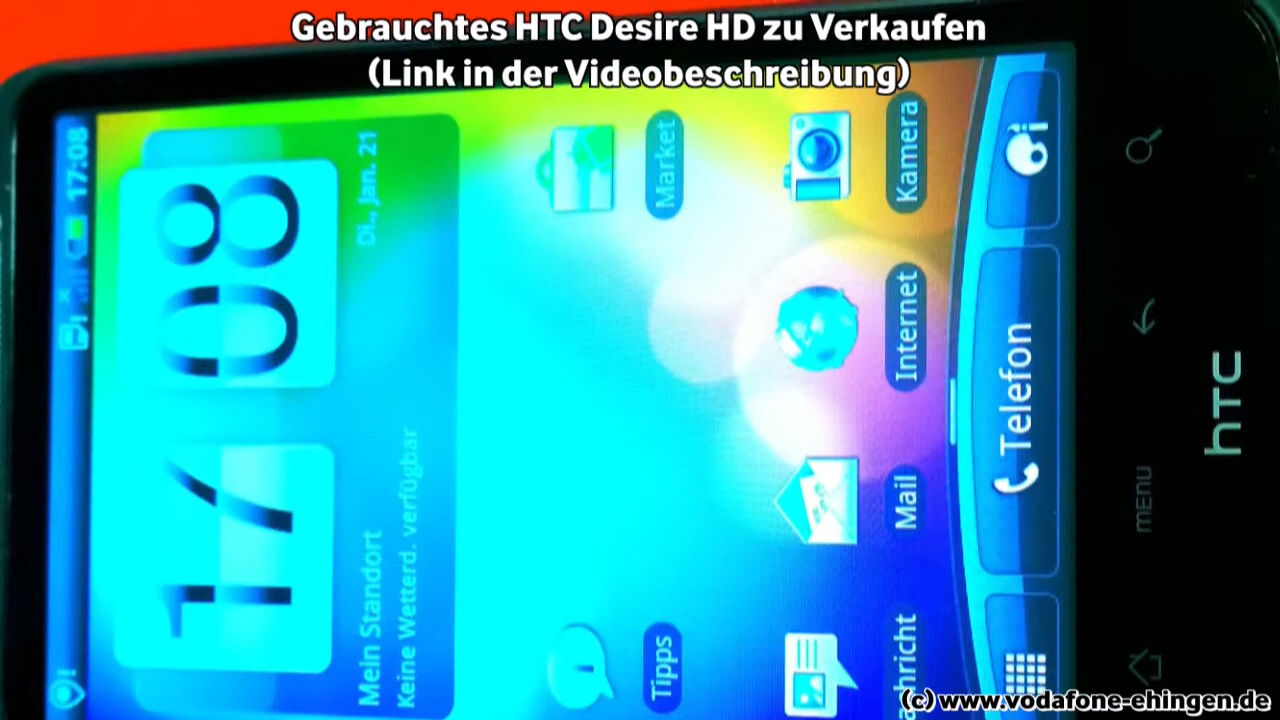 Gebrauchtes HTC Desire HD zu Verkaufen
(Link in der Videobeschreibung)
17:08
17 08
Mein Standort
Di., Jan. 21
Keine Wetterd. verfügbar
Tipps
Market
Mail
Internet
Kamera
Telefon
MENU
hTC
(c) www.vodafone-ehingen.de